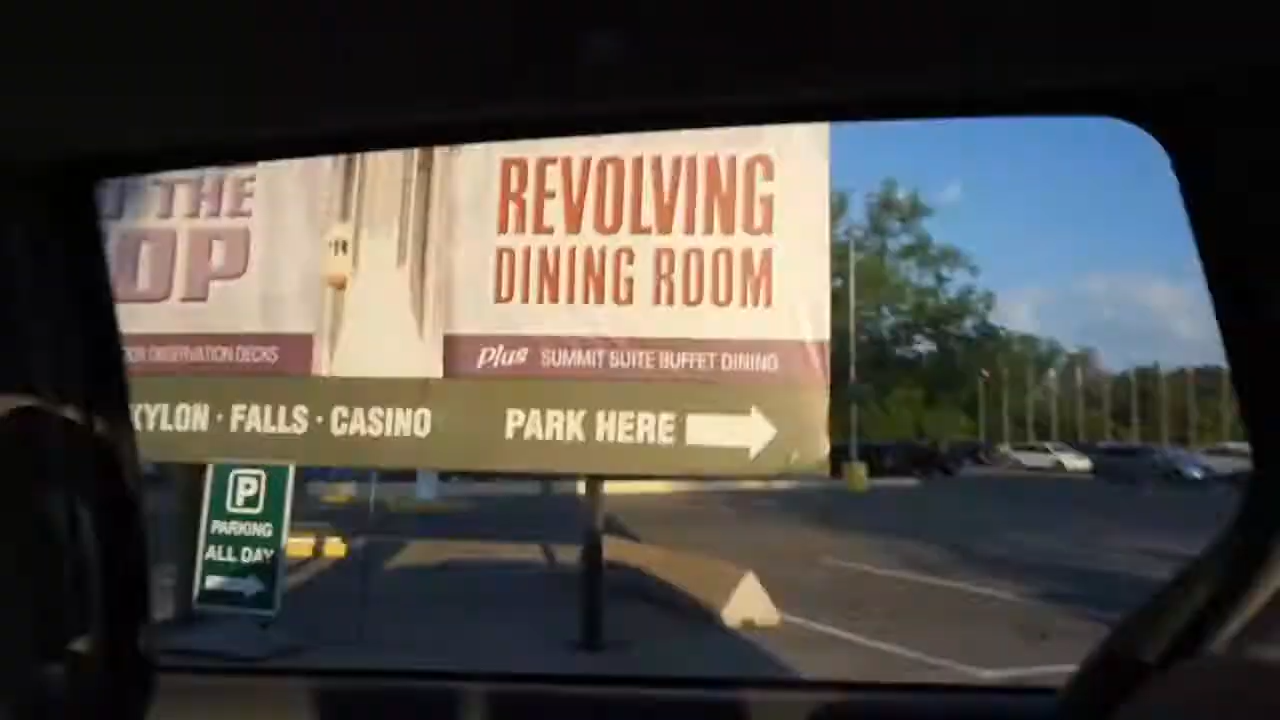 THE
OP
OBSERVATION DECKS
REVOLVING
DINING ROOM
Plus SUMMIT SUITE BUFFET DINING
KYLON · FALLS · CASINO
PARK HERE
P
PARKING
ALL DAY